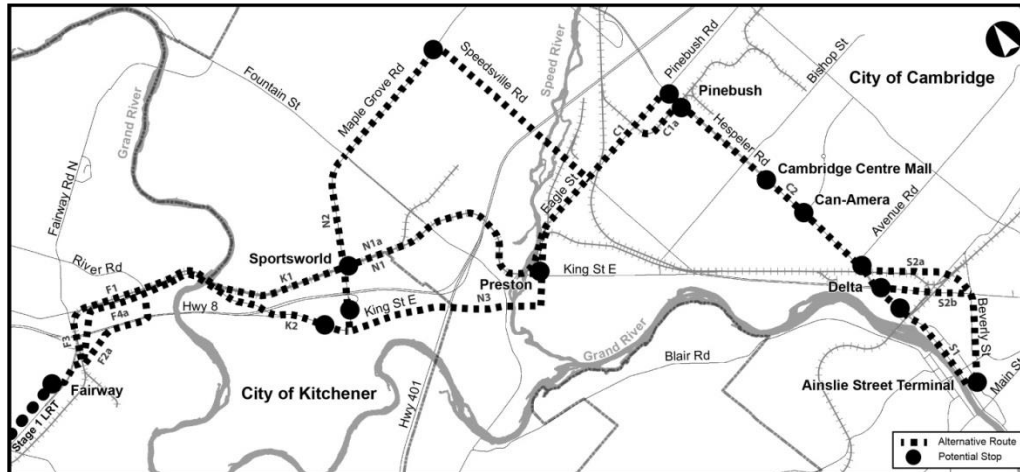 Grand River
Fountain St
Maple Grove Rd
Speedsville Rd
Speed River
Pinebush Rd
Bishop St
City of Cambridge
Pinebush
C1
C1a
Hespeler Rd
Fairway Rd N
Cambridge Centre Mall
C2
Can-Amera
Eagle St
Avenue Rd
N2
N1a
N1
Sportsworld
K1
River Rd
F1
Preston
King St E
S2a
Delta
S2b
Hwy 8
F4a
King St E
N3
K2
F3
F2a
Grand River
Blair Rd
Beverly St
S1
Main St
Fairway
City of Kitchener
Hwy 401
Ainslie Street Terminal
Stage 1 LRT
Alternative Route
Potential Stop